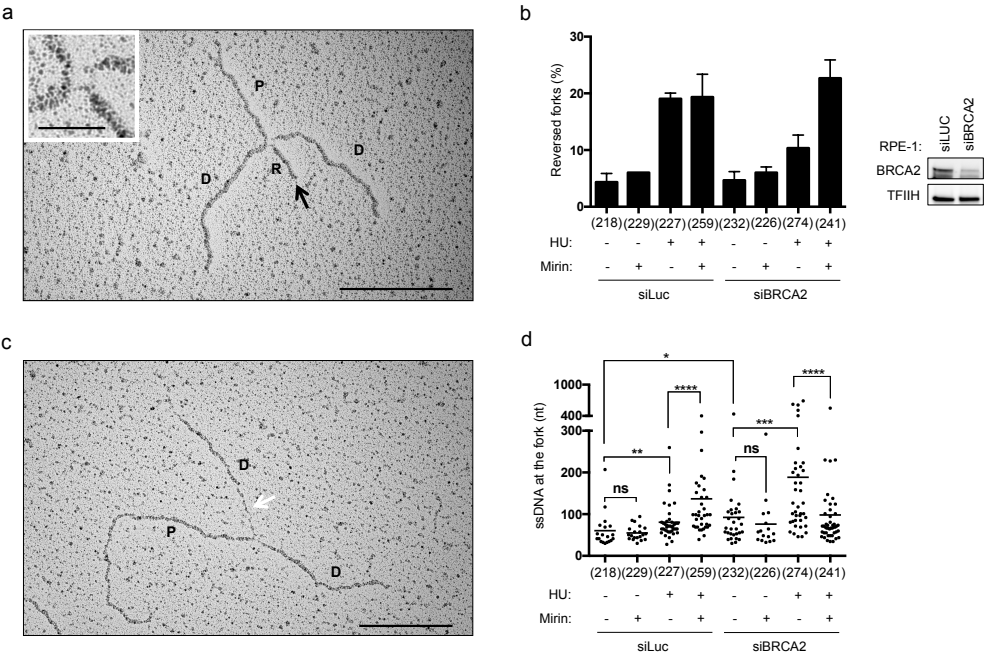 a
P
D
R
D
b
Reversed forks (%)
30
20
10
0
(218)(229)(227)(259)(232)(226)(274)(241)
HU: - - + + - - + +
Mirin: - + - + - + - +
siLuc siBRCA2
siLUC siBRCA2
RPE-1:
BRCA2
TFIIH
c
D
P
D
d
ssDNA at the fork (nt)
1000
400
300
200
100
0
*
****
****
**
***
ns
ns
(218)(229)(227)(259)(232)(226)(274)(241)
HU: - - + + - - + +
Mirin: - + - + - + - +
siLuc siBRCA2